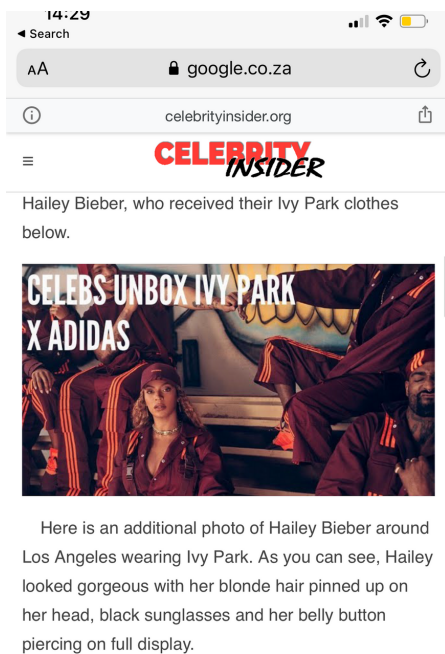 14:29
◀ Search
AA google.co.za
celebrityinsider.org
CELEBRITY
INSIDER
Hailey Bieber, who received their Ivy Park clothes
below.
CELEBS UNBOX IVY PARK
X ADIDAS
Here is an additional photo of Hailey Bieber around
Los Angeles wearing Ivy Park. As you can see, Hailey
looked gorgeous with her blonde hair pinned up on
her head, black sunglasses and her belly button
piercing on full display.